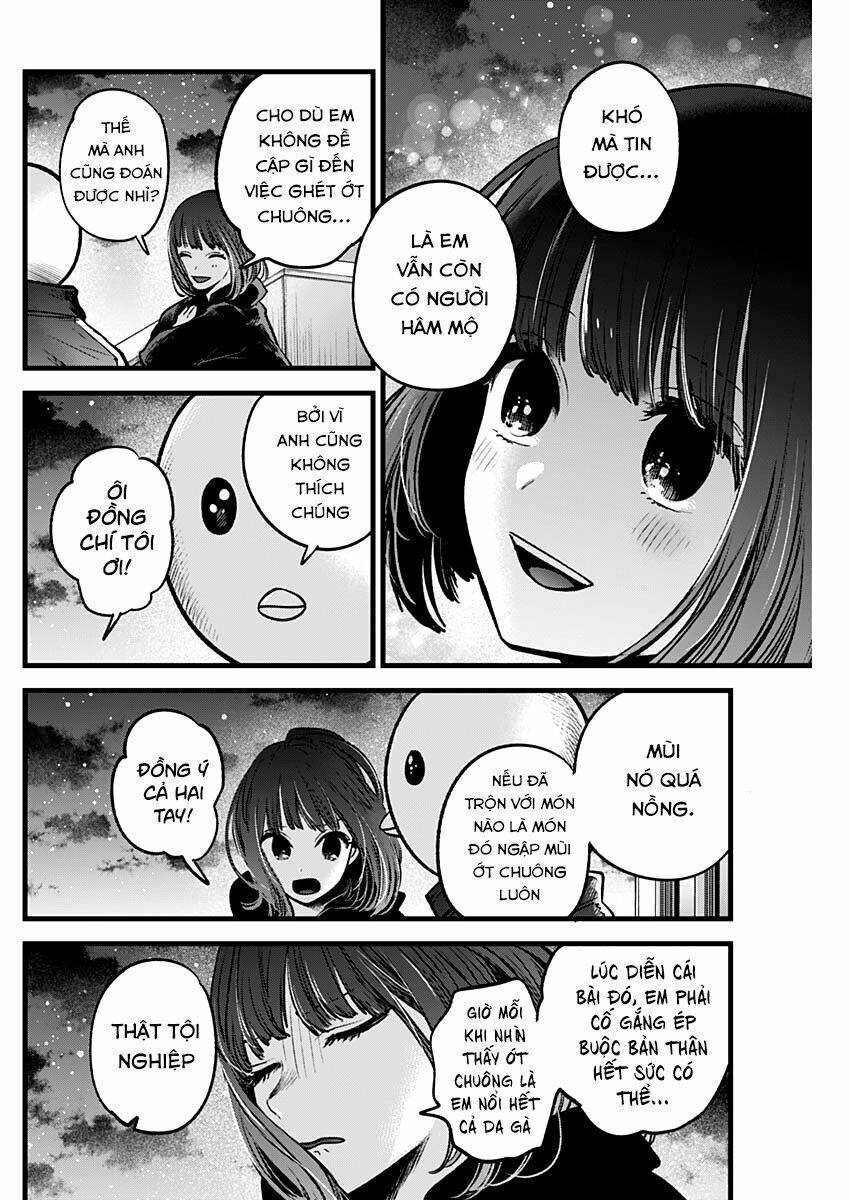 KHÓ
MÀ TIN
ĐƯỢC...
LÀ EM
VẪN CÒN
CÓ NGƯỜI
HÂM MỘ
CHO DÙ EM
KHÔNG ĐỀ
CẬP GÌ ĐẾN
VIỆC GHÉT ỚT
CHUÔNG...
THẾ
MÀ ANH
CŨNG ĐOÁN
ĐƯỢC NHỈ?
BỞI VÌ
ANH CŨNG
KHÔNG
THÍCH
CHÚNG
ÔI
ĐỒNG
CHÍ TÔI
ƠI!
MÙI
NÓ QUÁ
NỒNG.
NẾU ĐÃ
TRỘN VỚI MÓN
NÀO LÀ MÓN
ĐÓ NGẬP MÙI
ỚT CHUÔNG
LUÔN
ĐỒNG Ý
CẢ HAI
TAY!
LÚC DIỄN CÁI
BÀI ĐÓ, EM PHẢI
CỐ GẮNG ÉP
BUỘC BẢN THÂN
HẾT SỨC CÓ
THỂ...
GIỜ MỖI
KHI NHÌN
THẤY ỚT
CHUÔNG LÀ
EM NỔI HẾT
CẢ DA GÀ
THẬT TỘI
NGHIỆP